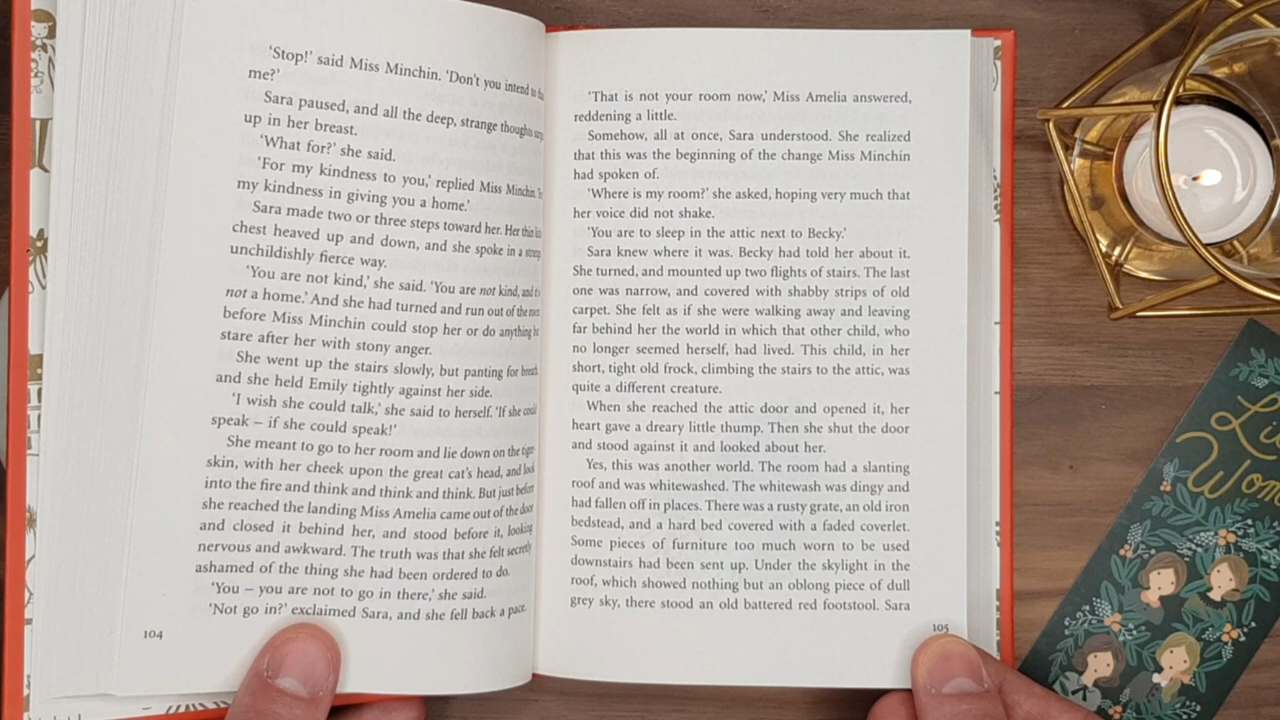 'Stop!' said Miss Minchin. 'Don't you intend to
me?'
Sara paused, and all the deep, strange thoughts
up in her breast.
'What for?' she said.
'For my kindness to you,' replied Miss Minchin.
my kindness in giving you a home.'
Sara made two or three steps toward her. Her thin
chest heaved up and down, and she spoke in a
unchildishly fierce way.
'You are not kind,' she said. 'You are not kind, and
not a home.' And she had turned and run out of the
before Miss Minchin could stop her or do anything
stare after her with stony anger.
She went up the stairs slowly, but panting for breath
and she held Emily tightly against her side.
'I wish she could talk,' she said to herself. 'If she could
speak – if she could speak!'
She meant to go to her room and lie down on the tiger-
skin, with her cheek upon the great cat's head, and look
into the fire and think and think and think. But just before
she reached the landing Miss Amelia came out of the door
and closed it behind her, and stood before it, looking
nervous and awkward. The truth was that she felt secretly
ashamed of the thing she had been ordered to do.
'You – you are not to go in there,' she said.
'Not go in?' exclaimed Sara, and she fell back a pace.
104
'That is not your room now,' Miss Amelia answered,
reddening a little.
Somehow, all at once, Sara understood. She realized
that this was the beginning of the change Miss Minchin
had spoken of.
'Where is my room?' she asked, hoping very much that
her voice did not shake.
'You are to sleep in the attic next to Becky.'
Sara knew where it was. Becky had told her about it.
She turned, and mounted up two flights of stairs. The last
one was narrow, and covered with shabby strips of old
carpet. She felt as if she were walking away and leaving
far behind her the world in which that other child, who
no longer seemed herself, had lived. This child, in her
short, tight old frock, climbing the stairs to the attic, was
quite a different creature.
When she reached the attic door and opened it, her
heart gave a dreary little thump. Then she shut the door
and stood against it and looked about her.
Yes, this was another world. The room had a slanting
roof and was whitewashed. The whitewash was dingy and
had fallen off in places. There was a rusty grate, an old iron
bedstead, and a hard bed covered with a faded coverlet.
Some pieces of furniture too much worn to be used
downstairs had been sent up. Under the skylight in the
roof, which showed nothing but an oblong piece of dull
grey sky, there stood an old battered red footstool. Sara
105